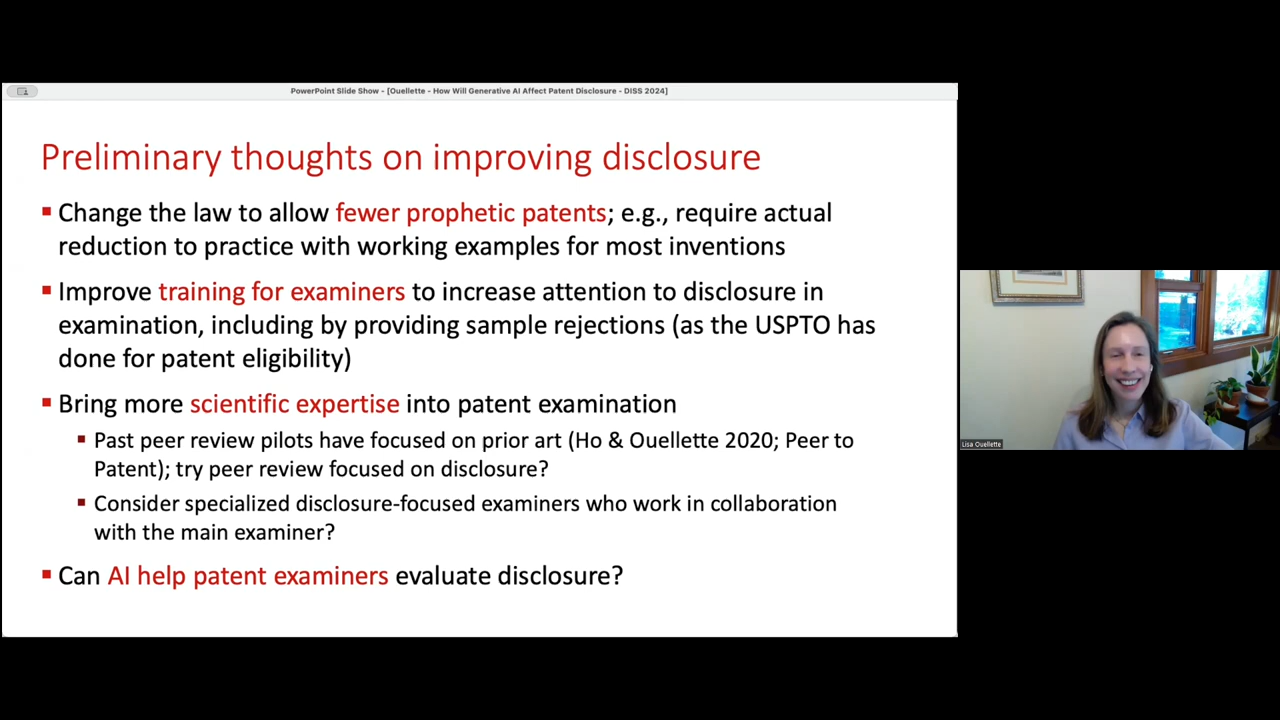 PowerPoint Slide Show - [Ouellette - How Will Generative AI Affect Patent Disclosure - DISS 2024]
Preliminary thoughts on improving disclosure
▪ Change the law to allow fewer prophetic patents; e.g., require actual
reduction to practice with working examples for most inventions
▪ Improve training for examiners to increase attention to disclosure in
examination, including by providing sample rejections (as the USPTO has
done for patent eligibility)
▪ Bring more scientific expertise into patent examination
▪ Past peer review pilots have focused on prior art (Ho & Ouellette 2020; Peer to
Patent); try peer review focused on disclosure?
▪ Consider specialized disclosure-focused examiners who work in collaboration
with the main examiner?
▪ Can AI help patent examiners evaluate disclosure?
Lisa Ouellette